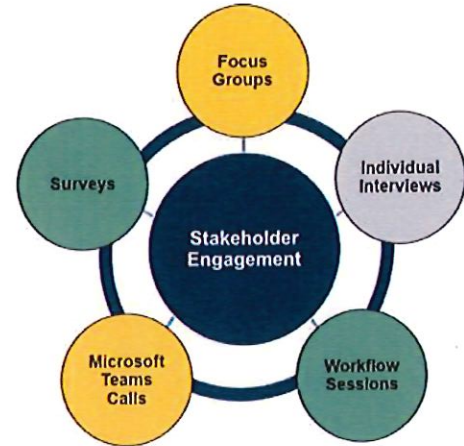 Focus
Groups
Individual
Interviews
Workflow
Sessions
Microsoft
Teams
Calls
Surveys
Stakeholder
Engagement